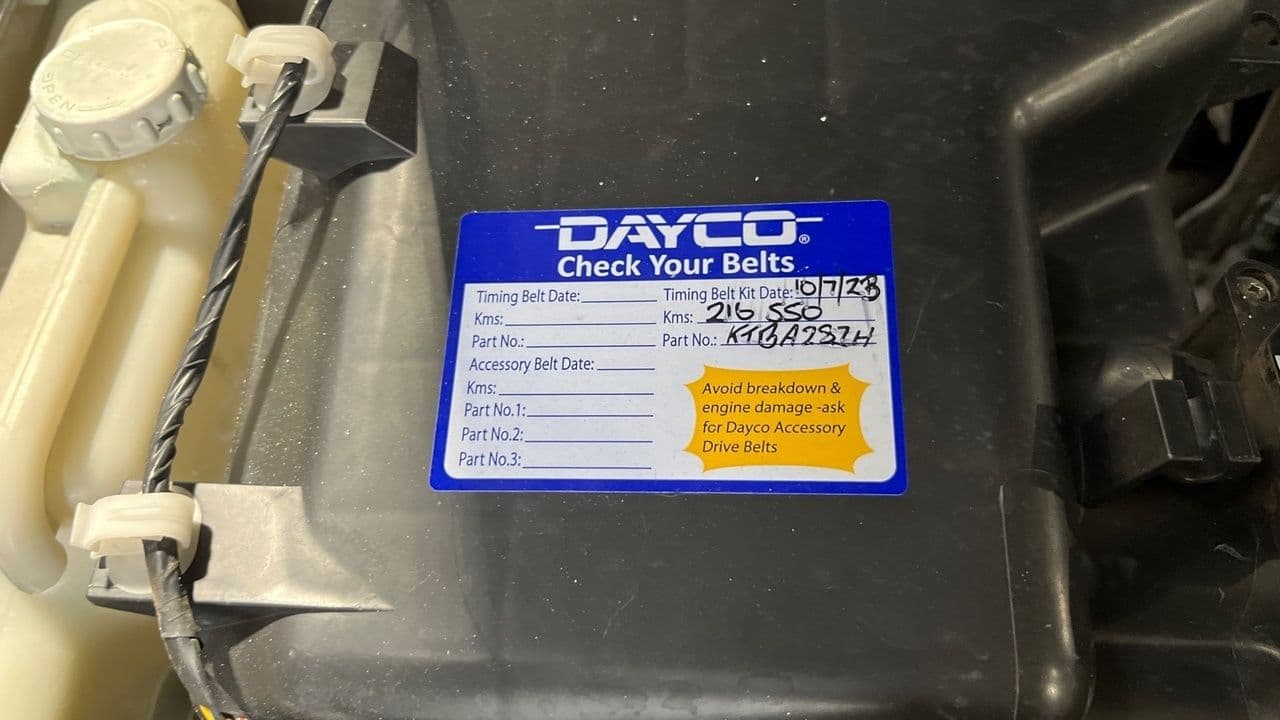 OPEN
DAYCO®
Check Your Belts
Timing Belt Date:
Kms:
Part No.:
Accessory Belt Date:
Kms:
Part No.1:
Part No.2:
Part No.3:
Timing Belt Kit Date: 10/7/23
Kms: 216 550
Part No.: KTBA282H
Avoid breakdown &
engine damage -ask
for Dayco Accessory
Drive Belts